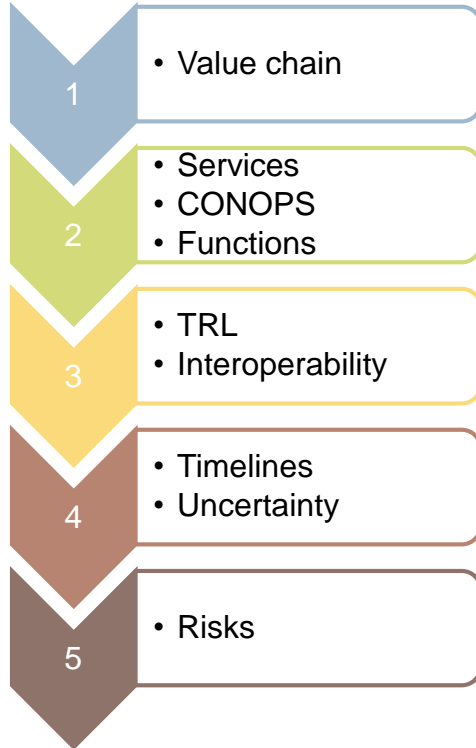 1
• Value chain
2
• Services
• CONOPS
• Functions
3
• TRL
• Interoperability
4
• Timelines
• Uncertainty
5
• Risks